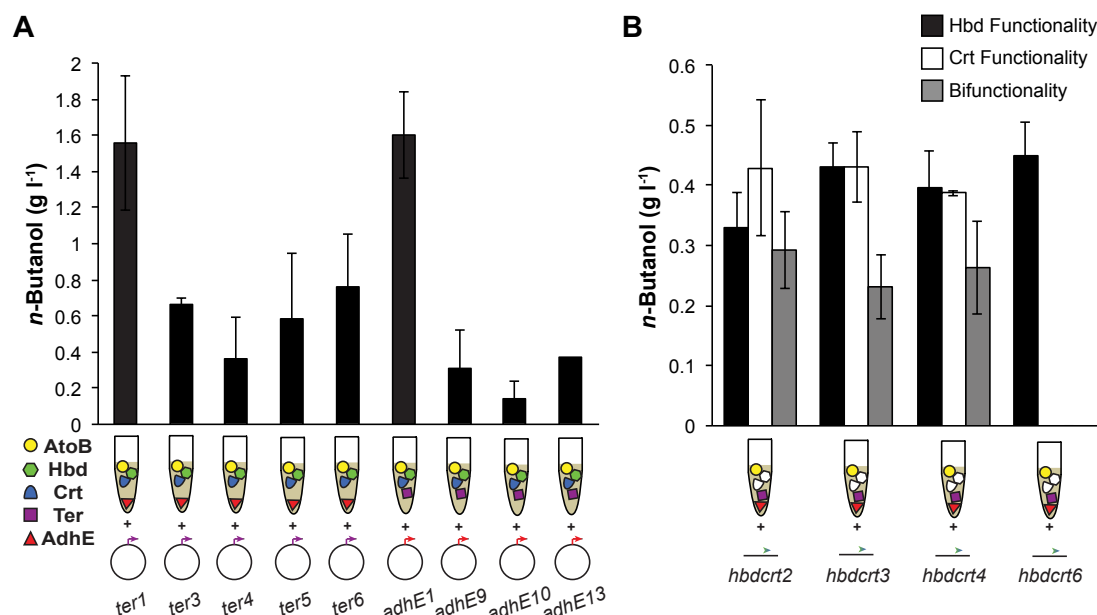 A
n-Butanol (g l-1)
2
1.8
1.6
1.4
1.2
1
0.8
0.6
0.4
0.2
0
AtoB
Hbd
Crt
Ter
AdhE
+ + + + + + + + +
ter1 ter3 ter4 ter5 ter6 adhE1 adhE9 adhE10 adhE13
B
Hbd Functionality
Crt Functionality
Bifunctionality
n-Butanol (g l-1)
0.6
0.5
0.4
0.3
0.2
0.1
0
+ + + +
hbdcrt2 hbdcrt3 hbdcrt4 hbdcrt6